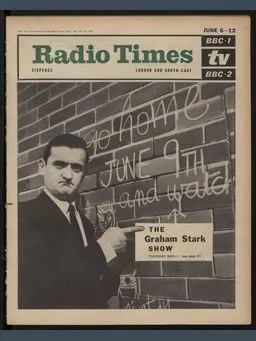 JUNE 6–12
Radio Times
BBC-1
tv
BBC-2
SIXPENCE
LONDON AND SOUTH-EAST
go home
JUNE 9TH
and watch
THE
Graham Stark
SHOW